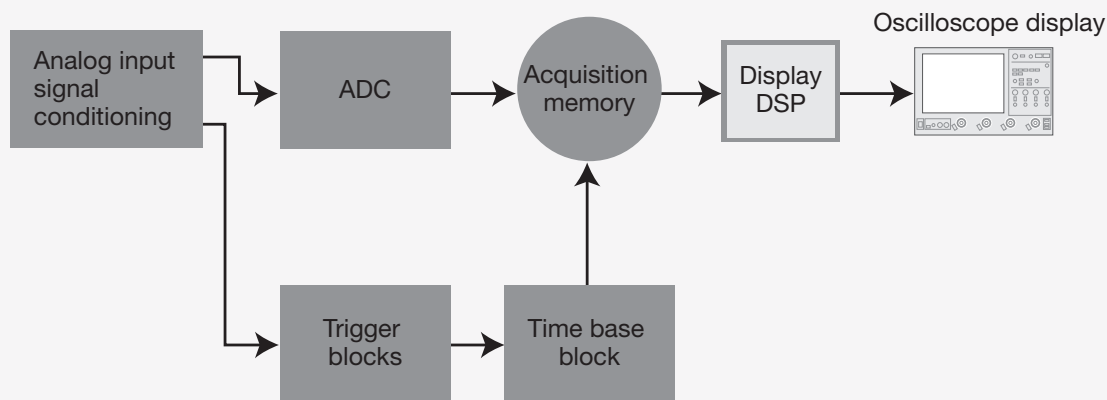 Oscilloscope display
Analog input
signal
conditioning
ADC
Acquisition
memory
Display
DSP
Trigger
blocks
Time base
block